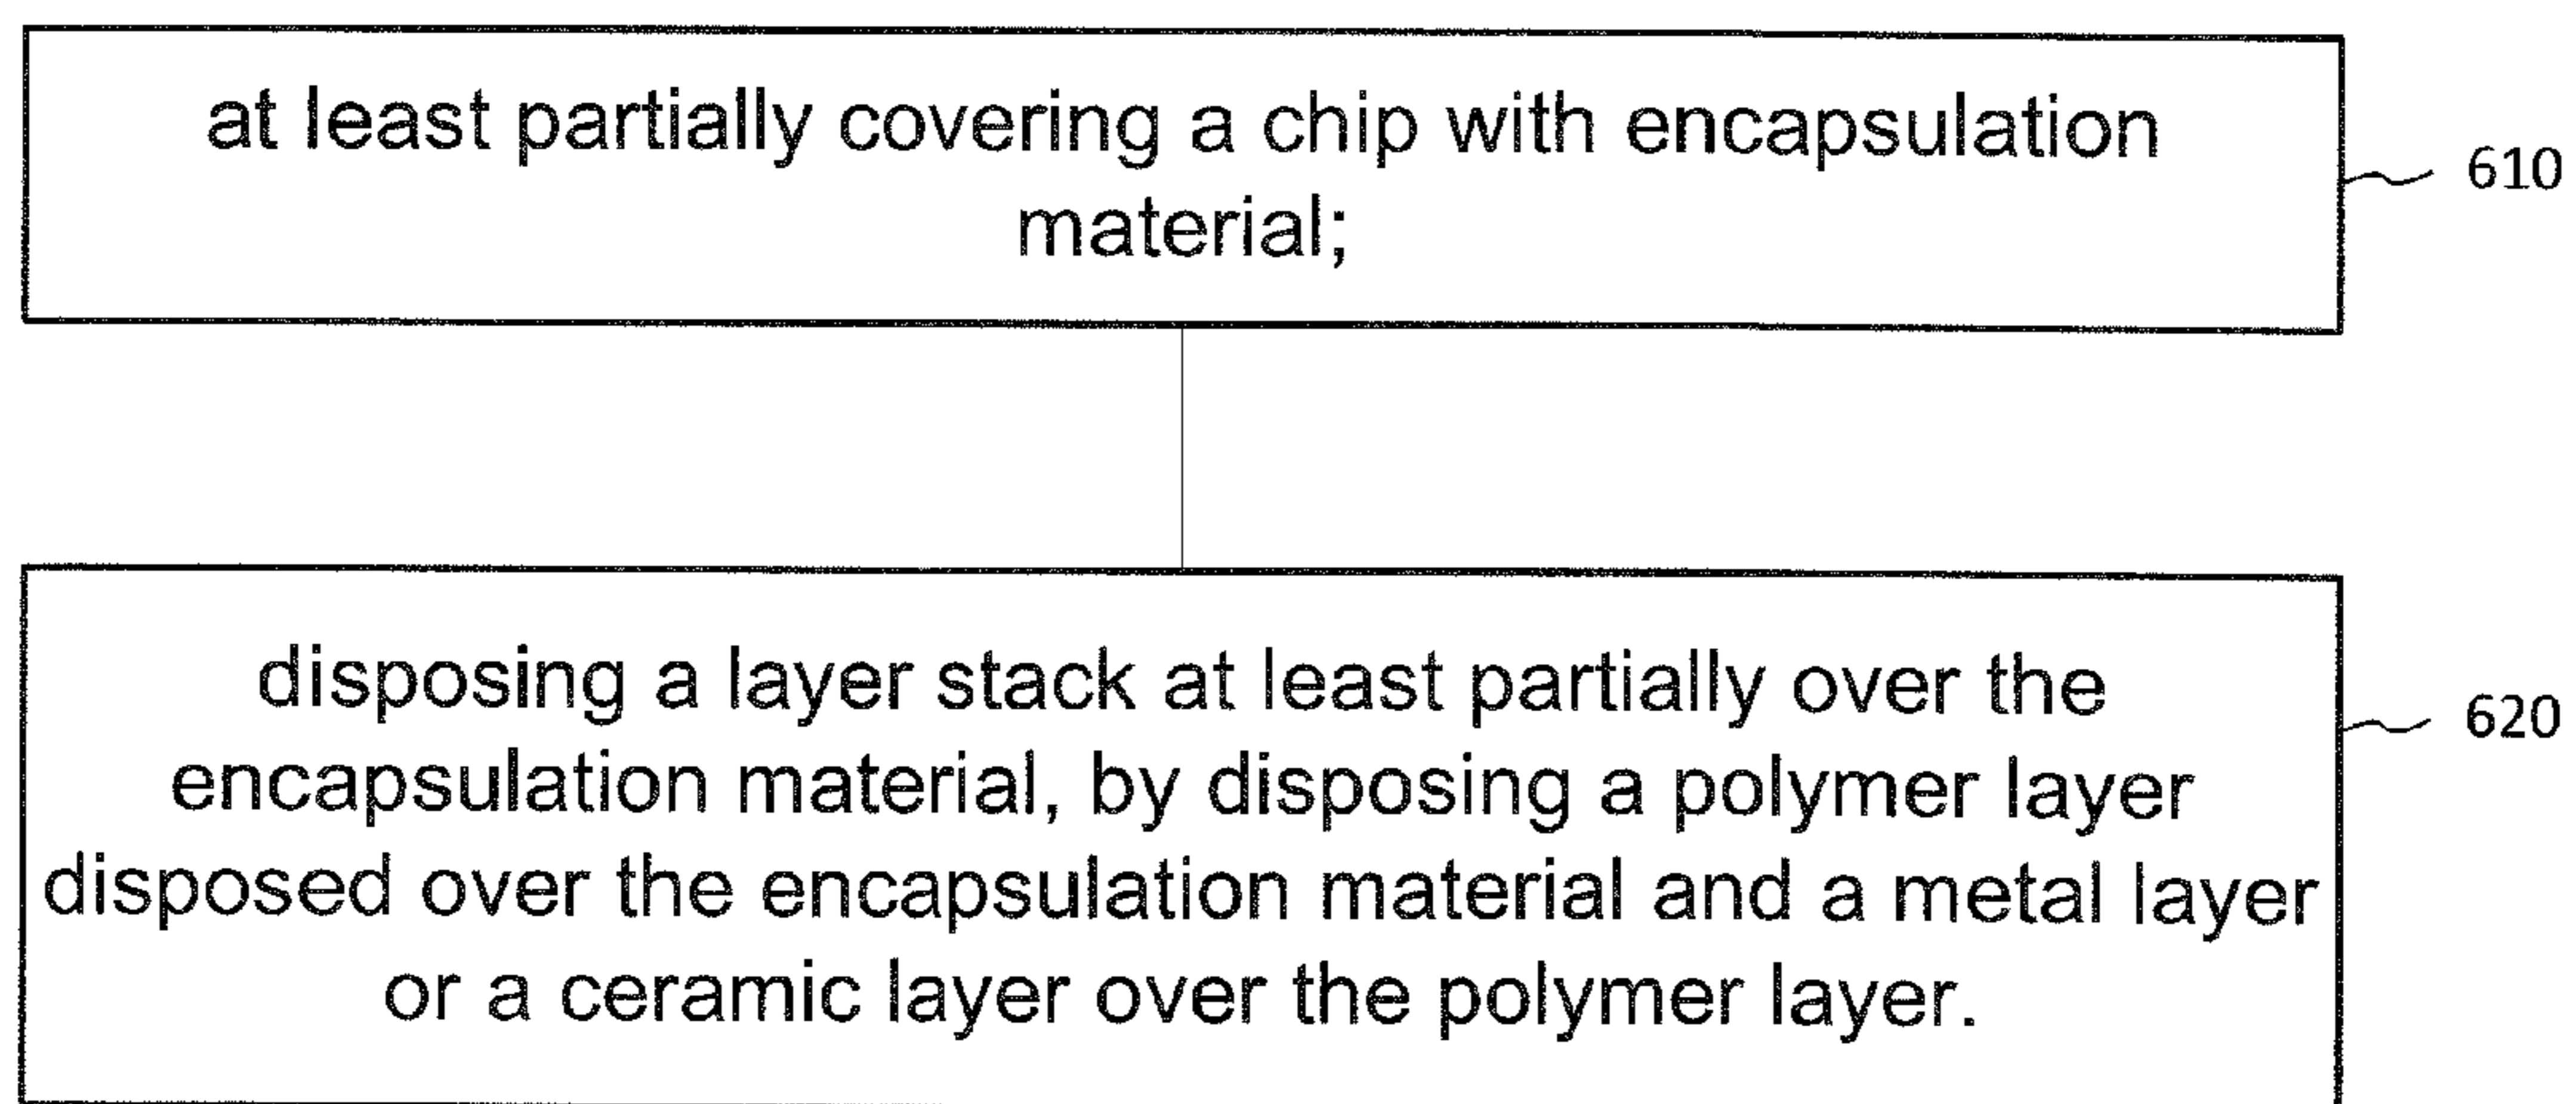 at least partially covering a chip with encapsulation
material;
610
disposing a layer stack at least partially over the
encapsulation material, by disposing a polymer layer
disposed over the encapsulation material and a metal layer
or a ceramic layer over the polymer layer.
620